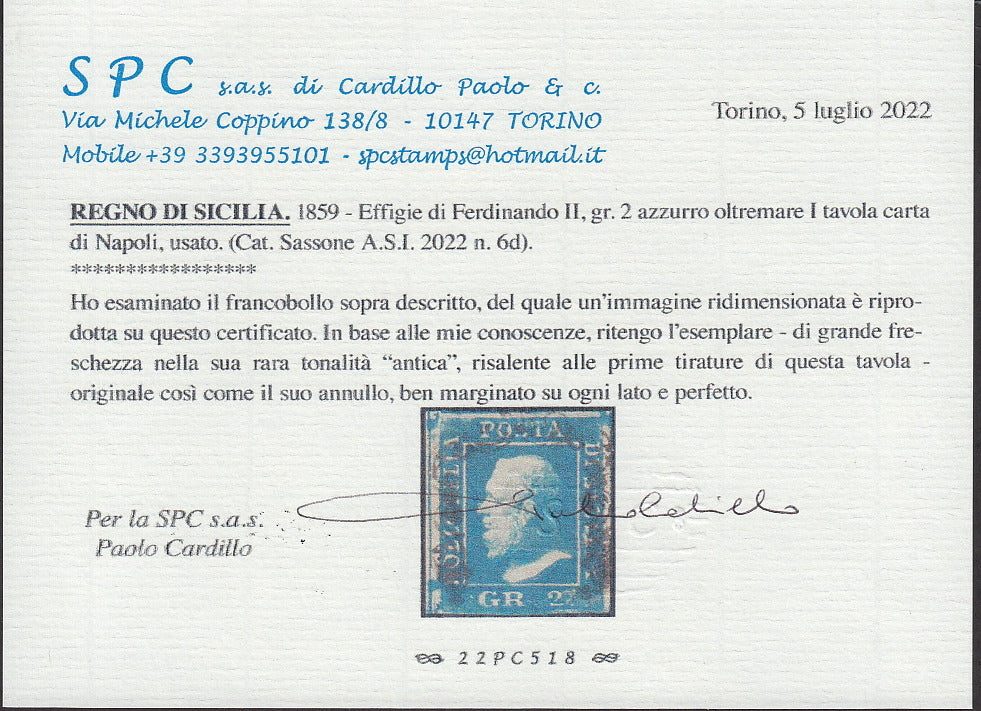 SPC s.a.s. di Cardillo Paolo & c.
Via Michele Coppino 138/8 - 10147 TORINO
Mobile +39 3393955101 - spcstamps@hotmail.it
Torino, 5 luglio 2022
REGNO DI SICILIA. 1859 - Effigie di Ferdinando II, gr. 2 azzurro oltremare I tavola carta
di Napoli, usato. (Cat. Sassone A.S.I. 2022 n. 6d).
*****************
Ho esaminato il francobollo sopra descritto, del quale un'immagine ridimensionata è ripro-
dotta su questo certificato. In base alle mie conoscenze, ritengo l'esemplare - di grande fre-
schezza nella sua rara tonalità "antica", risalente alle prime tirature di questa tavola -
originale così come il suo annullo, ben marginato su ogni lato e perfetto.
POSTA
GR 2
Per la SPC s.a.s.
Paolo Cardillo
22PC518